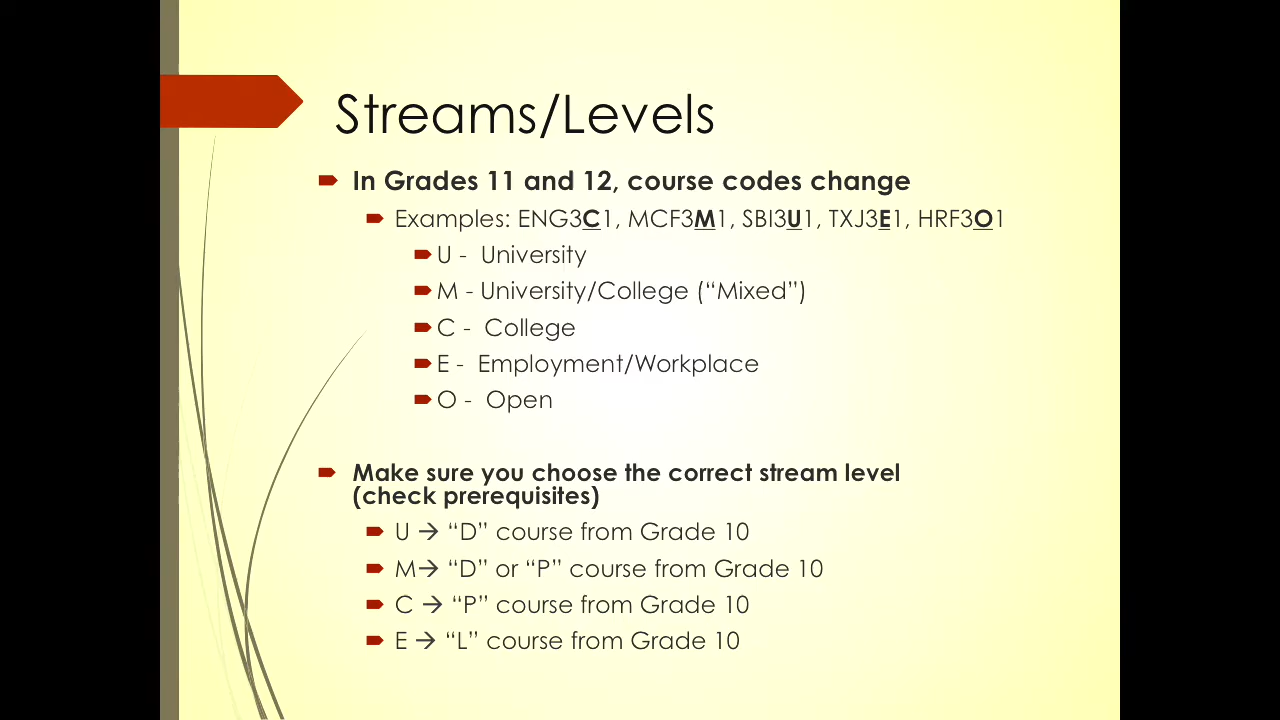 Streams/Levels
In Grades 11 and 12, course codes change
Examples: ENG3C1, MCF3M1, SBI3U1, TXJ3E1, HRF3O1
U - University
M - University/College (“Mixed”)
C - College
E - Employment/Workplace
O - Open
Make sure you choose the correct stream level
(check prerequisites)
U → “D” course from Grade 10
M→ “D” or “P” course from Grade 10
C → “P” course from Grade 10
E → “L” course from Grade 10